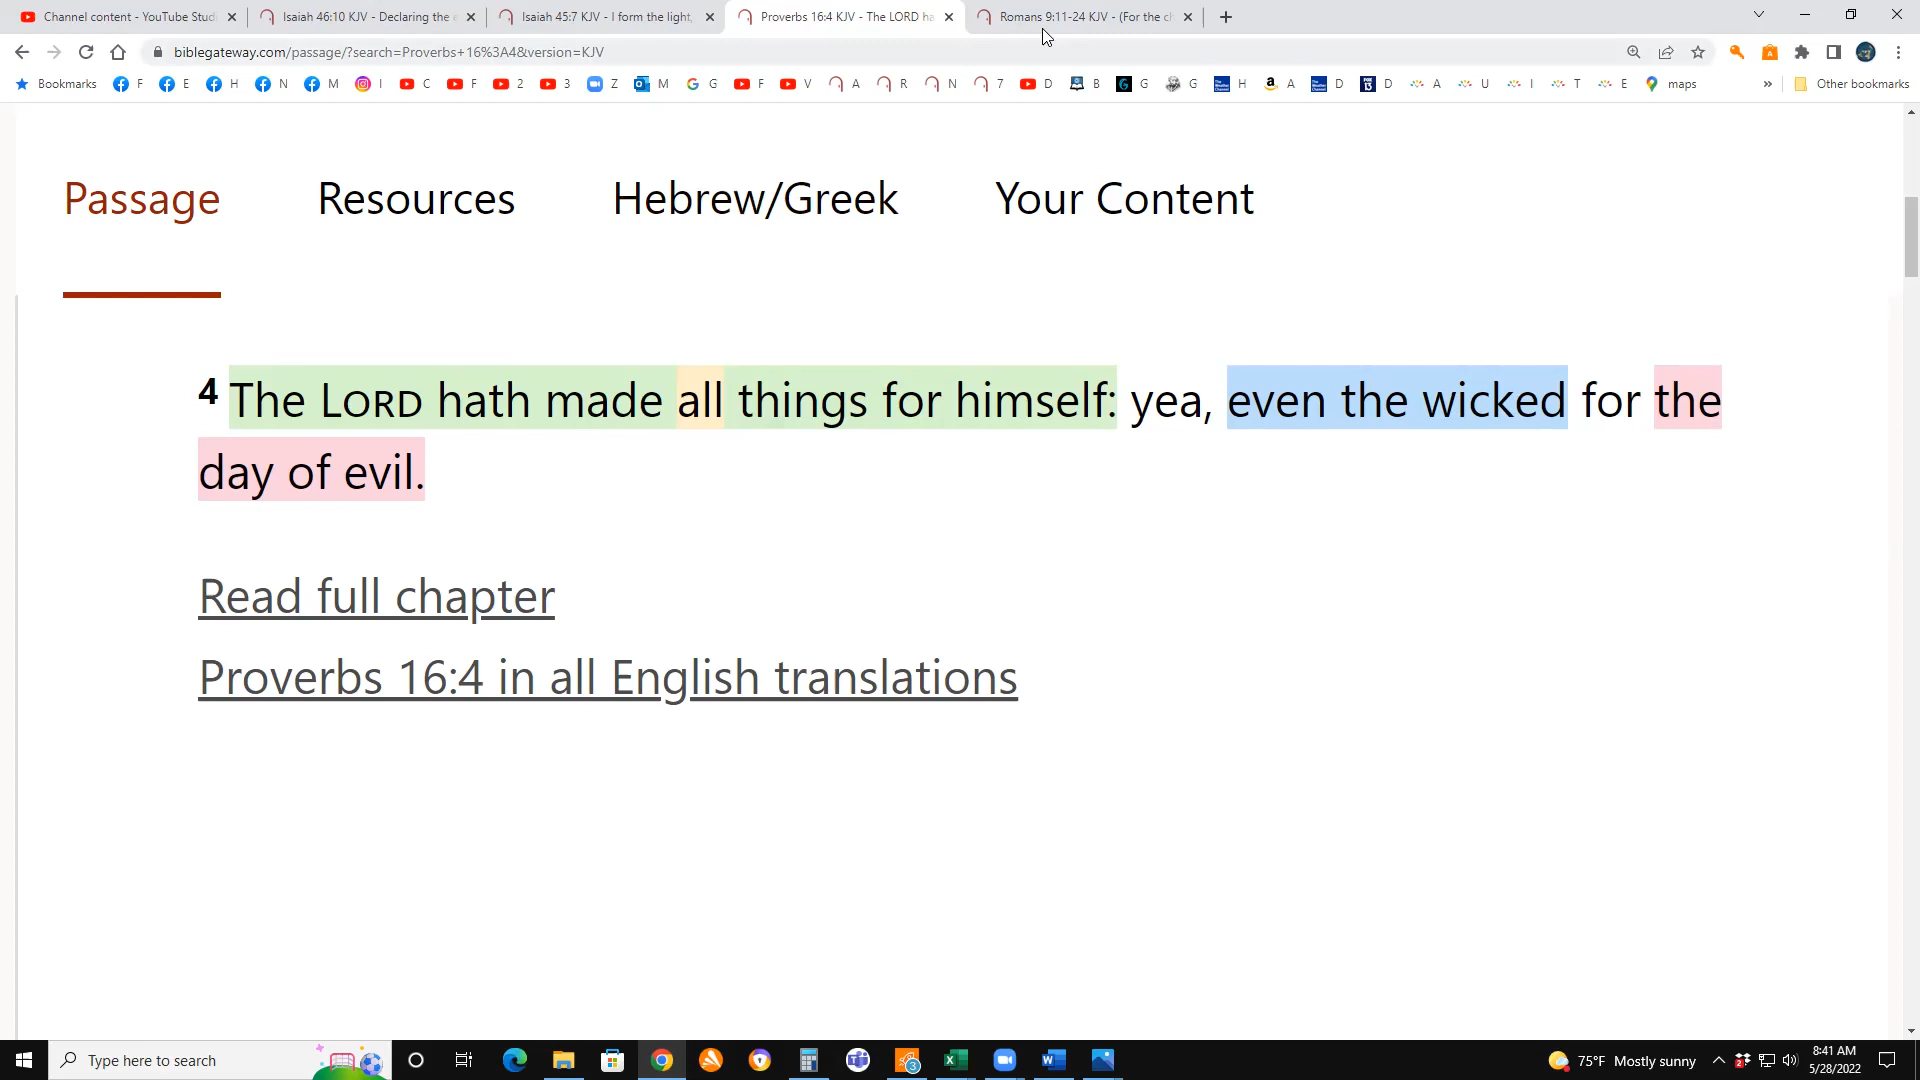 Channel content - YouTube Stud
Isaiah 46:10 KJV - Declaring the e
Isaiah 45:7 KJV - I form the light,
Proverbs 16:4 KJV - The LORD ha
Romans 9:11-24 KJV - (For the ch
biblegateway.com/passage/?search=Proverbs+16%3A4&version=KJV
Bookmarks F E H N M I C F 2 3 Z M G F V A R N 7 D B G G H A D D A U I T E maps » Other bookmarks
Passage Resources Hebrew/Greek Your Content
4 The LORD hath made all things for himself: yea, even the wicked for the
day of evil.
Read full chapter
Proverbs 16:4 in all English translations
Type here to search
3
75°F Mostly sunny
8:41 AM
5/28/2022